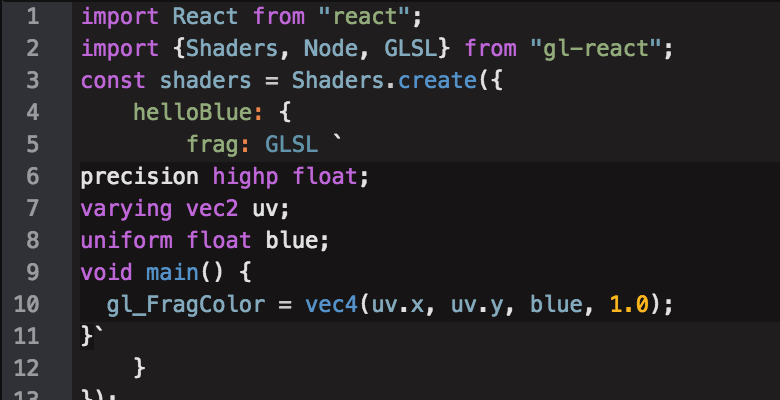 1 import React from "react";
2 import {Shaders, Node, GLSL} from "gl-react";
3 const shaders = Shaders.create({
4     helloBlue: {
5         frag: GLSL `
6 precision highp float;
7 varying vec2 uv;
8 uniform float blue;
9 void main() {
10   gl_FragColor = vec4(uv.x, uv.y, blue, 1.0);
11 }`
12     }
13 });